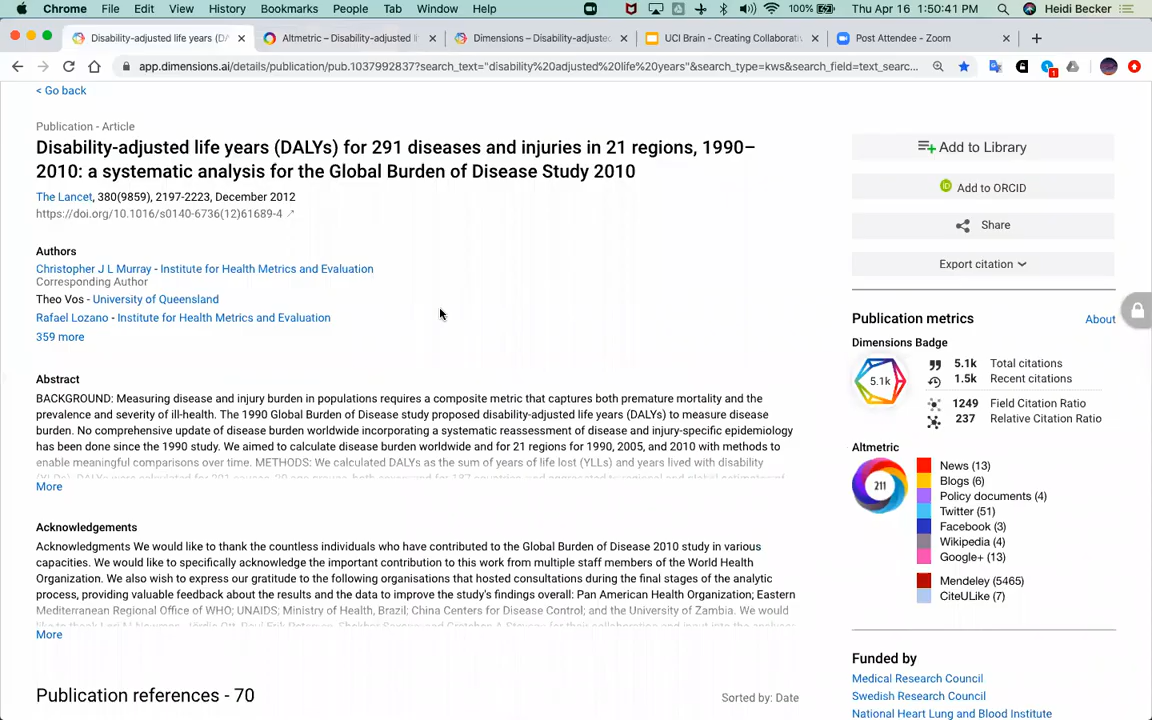 Chrome File Edit View History Bookmarks People Tab Window Help 100% Thu Apr 16 1:50:41 PM Heidi Becker
Disability-adjusted life years (DA × Altmetric – Disability-adjusted li × Dimensions – Disability-adjusted × UCI Brain - Creating Collaborativ × Post Attendee - Zoom × +
app.dimensions.ai/details/publication/pub.1037992837?search_text="disability%20adjusted%20life%20years"&search_type=kws&search_field=text_searc... 1
< Go back
Publication - Article
Disability-adjusted life years (DALYs) for 291 diseases and injuries in 21 regions, 1990–
2010: a systematic analysis for the Global Burden of Disease Study 2010
The Lancet, 380(9859), 2197-2223, December 2012
https://doi.org/10.1016/s0140-6736(12)61689-4
Authors
Christopher J L Murray - Institute for Health Metrics and Evaluation
Corresponding Author
Theo Vos - University of Queensland
Rafael Lozano - Institute for Health Metrics and Evaluation
359 more
Abstract
BACKGROUND: Measuring disease and injury burden in populations requires a composite metric that captures both premature mortality and the
prevalence and severity of ill-health. The 1990 Global Burden of Disease study proposed disability-adjusted life years (DALYs) to measure disease
burden. No comprehensive update of disease burden worldwide incorporating a systematic reassessment of disease and injury-specific epidemiology
has been done since the 1990 study. We aimed to calculate disease burden worldwide and for 21 regions for 1990, 2005, and 2010 with methods to
enable meaningful comparisons over time. METHODS: We calculated DALYs as the sum of years of life lost (YLLs) and years lived with disability
More
Acknowledgements
Acknowledgments We would like to thank the countless individuals who have contributed to the Global Burden of Disease 2010 study in various
capacities. We would like to specifically acknowledge the important contribution to this work from multiple staff members of the World Health
Organization. We also wish to express our gratitude to the following organisations that hosted consultations during the final stages of the analytic
process, providing valuable feedback about the results and the data to improve the study's findings overall: Pan American Health Organization; Eastern
Mediterranean Regional Office of WHO; UNAIDS; Ministry of Health, Brazil; China Centers for Disease Control; and the University of Zambia. We would
More
Publication references - 70
Sorted by: Date
Add to Library
Add to ORCID
Share
Export citation
Publication metrics About
Dimensions Badge
5.1k
5.1k Total citations
1.5k Recent citations
1249 Field Citation Ratio
237 Relative Citation Ratio
Altmetric
211
News (13)
Blogs (6)
Policy documents (4)
Twitter (51)
Facebook (3)
Wikipedia (4)
Google+ (13)
Mendeley (5465)
CiteULike (7)
Funded by
Medical Research Council
Swedish Research Council
National Heart Lung and Blood Institute